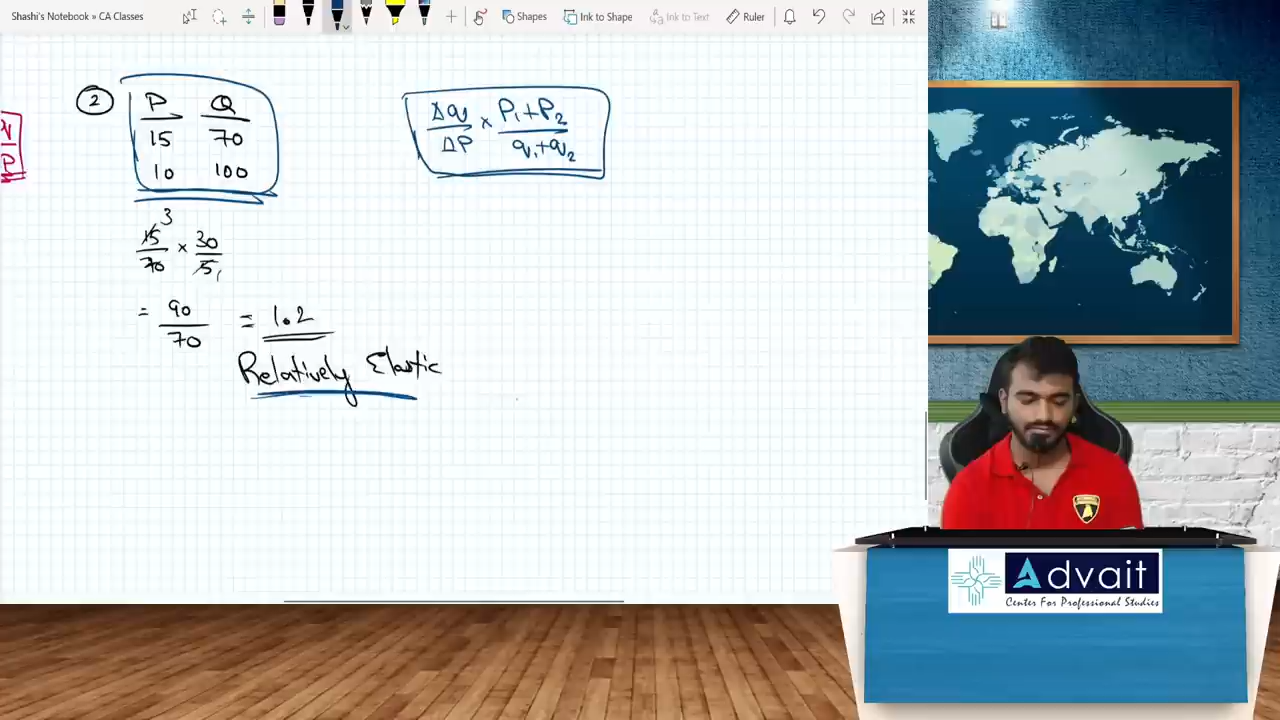 Shashi's Notebook » CA Classes
Shapes
Ink to Shape
Ink to Text
Ruler
2
P Q
15 70
10 100
Δq/ΔP × P1+P2/q1+q2
15/70 × 30/5
3
1
= 90/70 = 1.2
Relatively Elastic
q/P
Advait
Center For Professional Studies